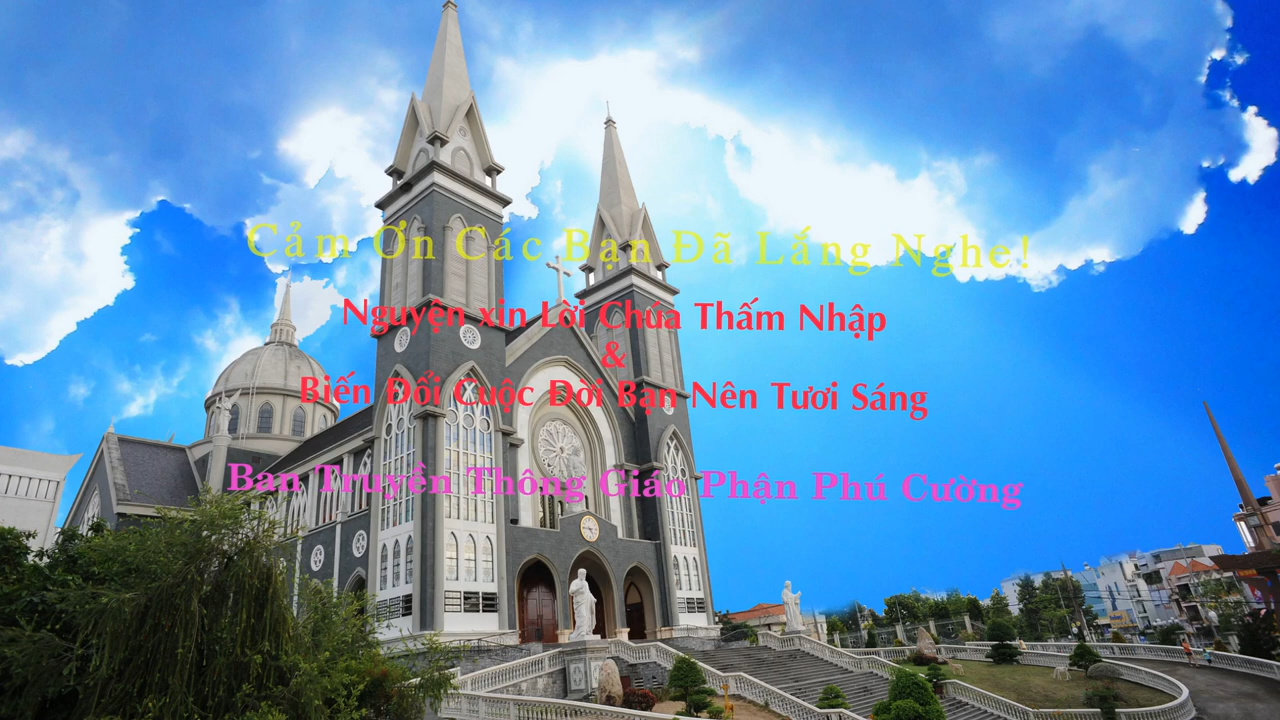 Cảm Ơn Các Bạn Đã Lắng Nghe!
Nguyện xin Lời Chúa Thấm Nhập
&
Biến Đổi Cuộc Đời Bạn Nên Tươi Sáng
Ban Truyền Thông Giáo Phận Phú Cường